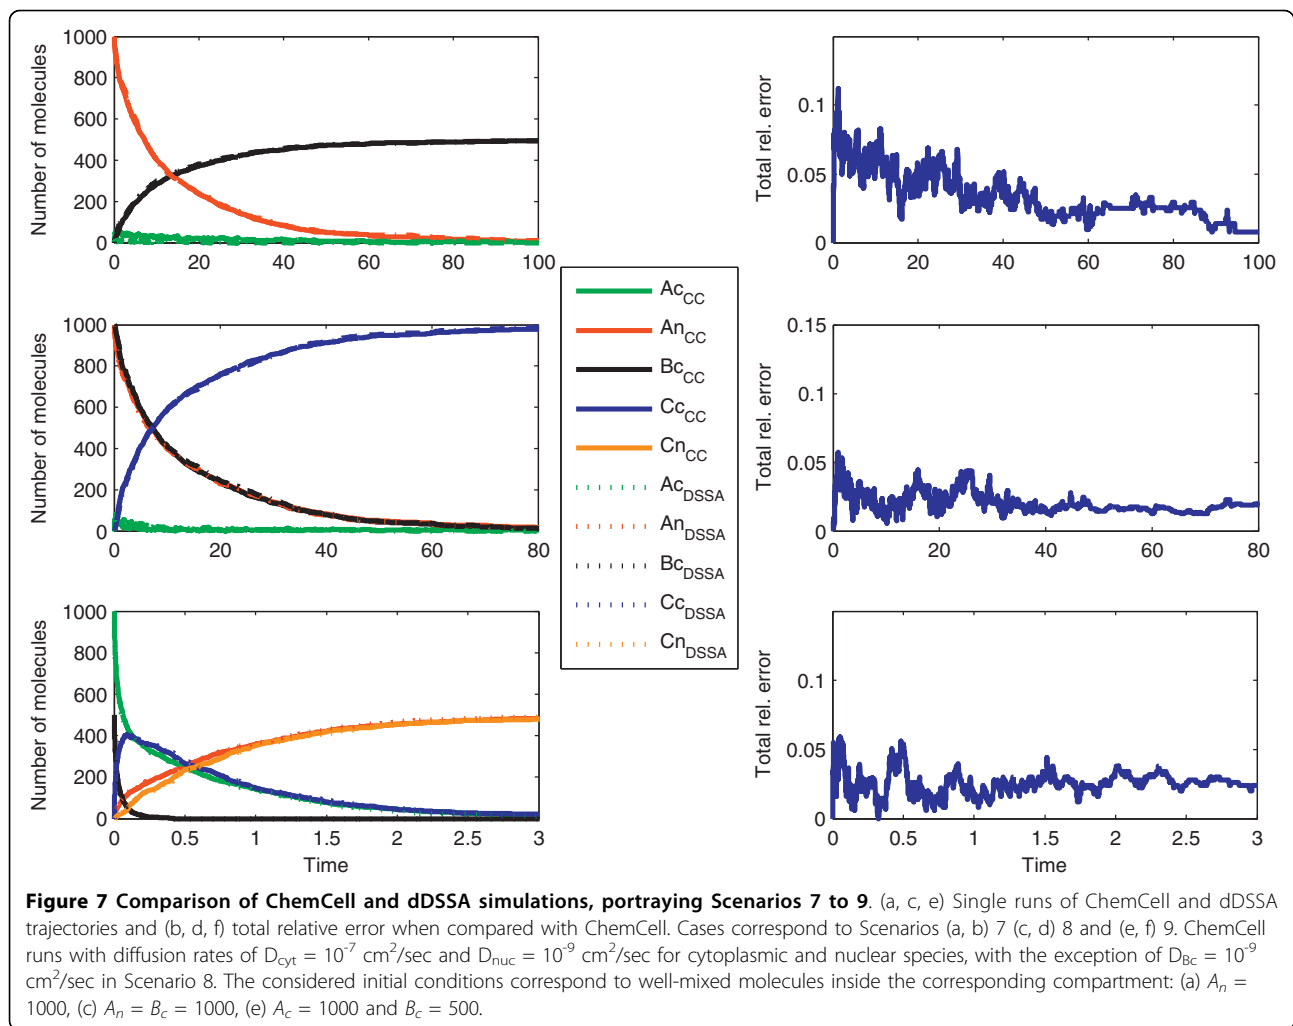 Number of molecules
1000
800
600
400
200
0
0 20 40 60 80 100
Total rel. error
0.1
0.05
0
0 20 40 60 80 100
Number of molecules
1000
800
600
400
200
0
0 20 40 60 80
Total rel. error
0.15
0.1
0.05
0
0 20 40 60 80
Number of molecules
1000
800
600
400
200
0
0 0.5 1 1.5 2 2.5 3
Time
Total rel. error
0.1
0.05
0
0 0.5 1 1.5 2 2.5 3
Time
Ac_CC
An_CC
Bc_CC
Cc_CC
Cn_CC
Ac_DSSA
An_DSSA
Bc_DSSA
Cc_DSSA
Cn_DSSA
Figure 7 Comparison of ChemCell and dDSSA simulations, portraying Scenarios 7 to 9. (a, c, e) Single runs of ChemCell and dDSSA
trajectories and (b, d, f) total relative error when compared with ChemCell. Cases correspond to Scenarios (a, b) 7 (c, d) 8 and (e, f) 9. ChemCell
runs with diffusion rates of D_cyt = 10^-7 cm^2/sec and D_nuc = 10^-9 cm^2/sec for cytoplasmic and nuclear species, with the exception of D_Bc = 10^-9
cm^2/sec in Scenario 8. The considered initial conditions correspond to well-mixed molecules inside the corresponding compartment: (a) A_n =
1000, (c) A_n = B_c = 1000, (e) A_c = 1000 and B_c = 500.